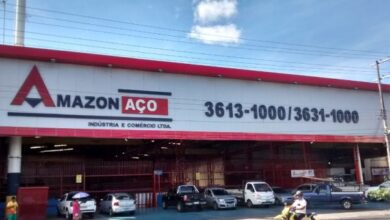 AMAZON AÇO
INDÚSTRIA E COMÉRCIO LTDA.
3613-1000/3631-1000